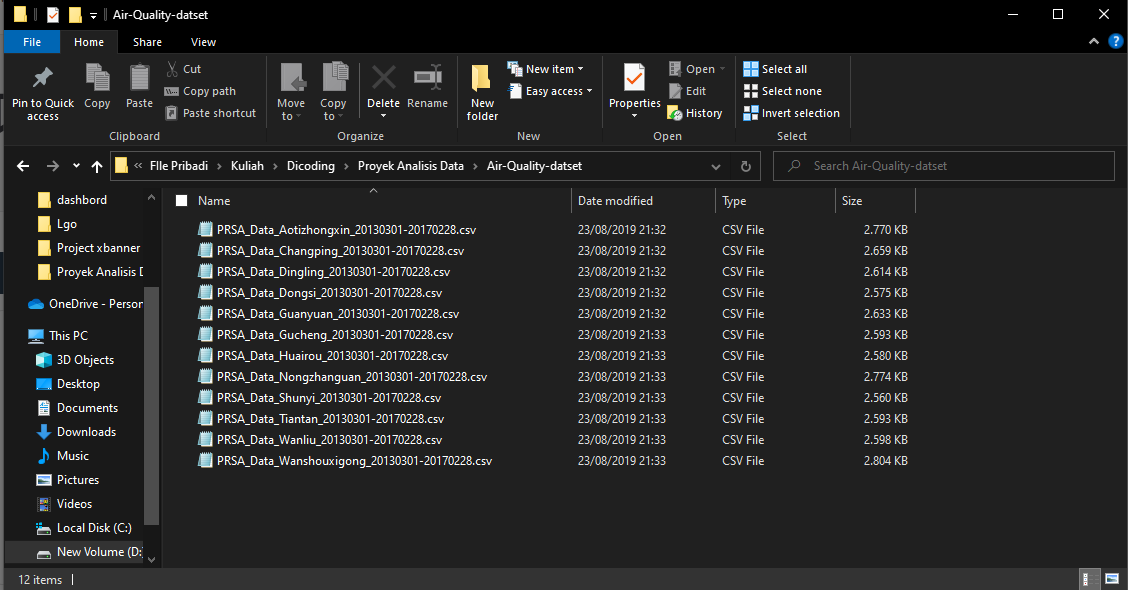 Air-Quality-datset
File Home Share View
Pin to Quick access
Copy
Paste
Cut
Copy path
Paste shortcut
Clipboard
Move to
Copy to
Delete
Rename
Organize
New folder
New item
Easy access
New
Properties
Open
Edit
History
Open
Select all
Select none
Invert selection
Select
« FIle Pribadi > Kuliah > Dicoding > Proyek Analisis Data > Air-Quality-datset
Search Air-Quality-datset
dashbord
Lgo
Project xbanner
Proyek Analisis D
OneDrive - Person
This PC
3D Objects
Desktop
Documents
Downloads
Music
Pictures
Videos
Local Disk (C:)
New Volume (D:
Name Date modified Type Size
PRSA_Data_Aotizhongxin_20130301-20170228.csv 23/08/2019 21:32 CSV File 2.770 KB
PRSA_Data_Changping_20130301-20170228.csv 23/08/2019 21:32 CSV File 2.659 KB
PRSA_Data_Dingling_20130301-20170228.csv 23/08/2019 21:32 CSV File 2.614 KB
PRSA_Data_Dongsi_20130301-20170228.csv 23/08/2019 21:32 CSV File 2.575 KB
PRSA_Data_Guanyuan_20130301-20170228.csv 23/08/2019 21:32 CSV File 2.633 KB
PRSA_Data_Gucheng_20130301-20170228.csv 23/08/2019 21:33 CSV File 2.593 KB
PRSA_Data_Huairou_20130301-20170228.csv 23/08/2019 21:33 CSV File 2.580 KB
PRSA_Data_Nongzhanguan_20130301-20170228.csv 23/08/2019 21:33 CSV File 2.774 KB
PRSA_Data_Shunyi_20130301-20170228.csv 23/08/2019 21:33 CSV File 2.560 KB
PRSA_Data_Tiantan_20130301-20170228.csv 23/08/2019 21:33 CSV File 2.593 KB
PRSA_Data_Wanliu_20130301-20170228.csv 23/08/2019 21:33 CSV File 2.598 KB
PRSA_Data_Wanshouxigong_20130301-20170228.csv 23/08/2019 21:33 CSV File 2.804 KB
12 items